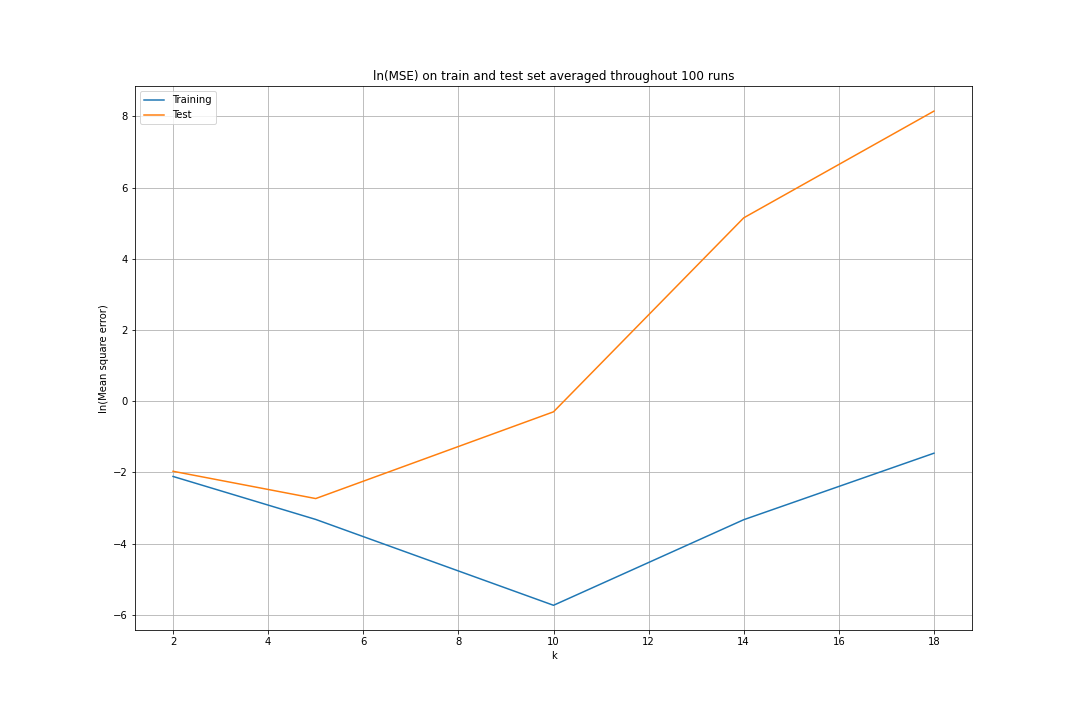 ln(MSE) on train and test set averaged throughout 100 runs
Training
Test
8
6
4
2
0
−2
−4
−6
ln(Mean square error)
2 4 6 8 10 12 14 16 18
k